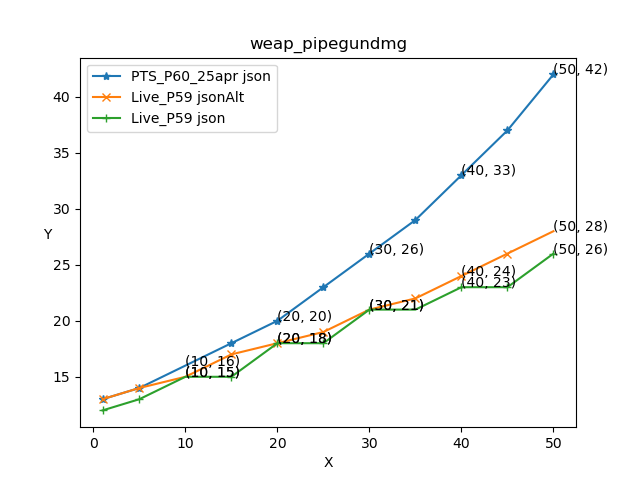 weap_pipegundmg
PTS_P60_25apr json
Live_P59 jsonAlt
Live_P59 json
(50, 42)
(40, 33)
(30, 26)
(20, 20)
(10, 16)
(10, 15)
(20, 18)
(30, 21)
(40, 24)
(40, 23)
(50, 28)
(50, 26)
40
35
30
25
20
15
Y
0 10 20 30 40 50
X